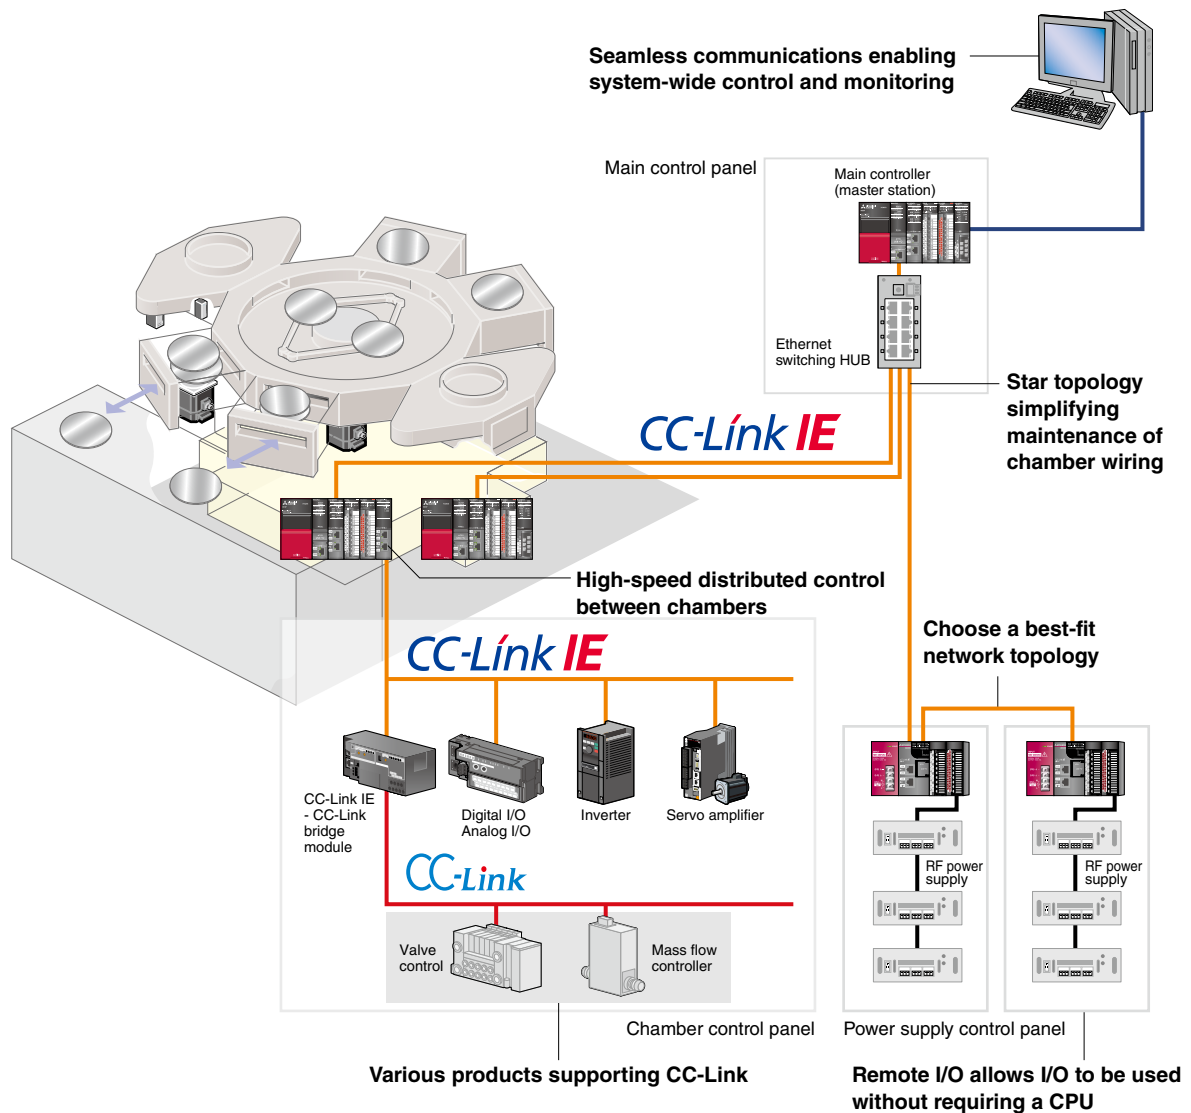 Seamless communications enabling
system-wide control and monitoring
Main control panel
Main controller
(master station)
Ethernet
switching HUB
Star topology
simplifying
maintenance of
chamber wiring
CC-Link IE
High-speed distributed control
between chambers
Choose a best-fit
network topology
CC-Link IE
CC-Link IE
- CC-Link
bridge
module
Digital I/O
Analog I/O
Inverter
Servo amplifier
CC-Link
Valve
control
Mass flow
controller
RF power
supply
RF power
supply
Chamber control panel
Power supply control panel
Various products supporting CC-Link
Remote I/O allows I/O to be used
without requiring a CPU